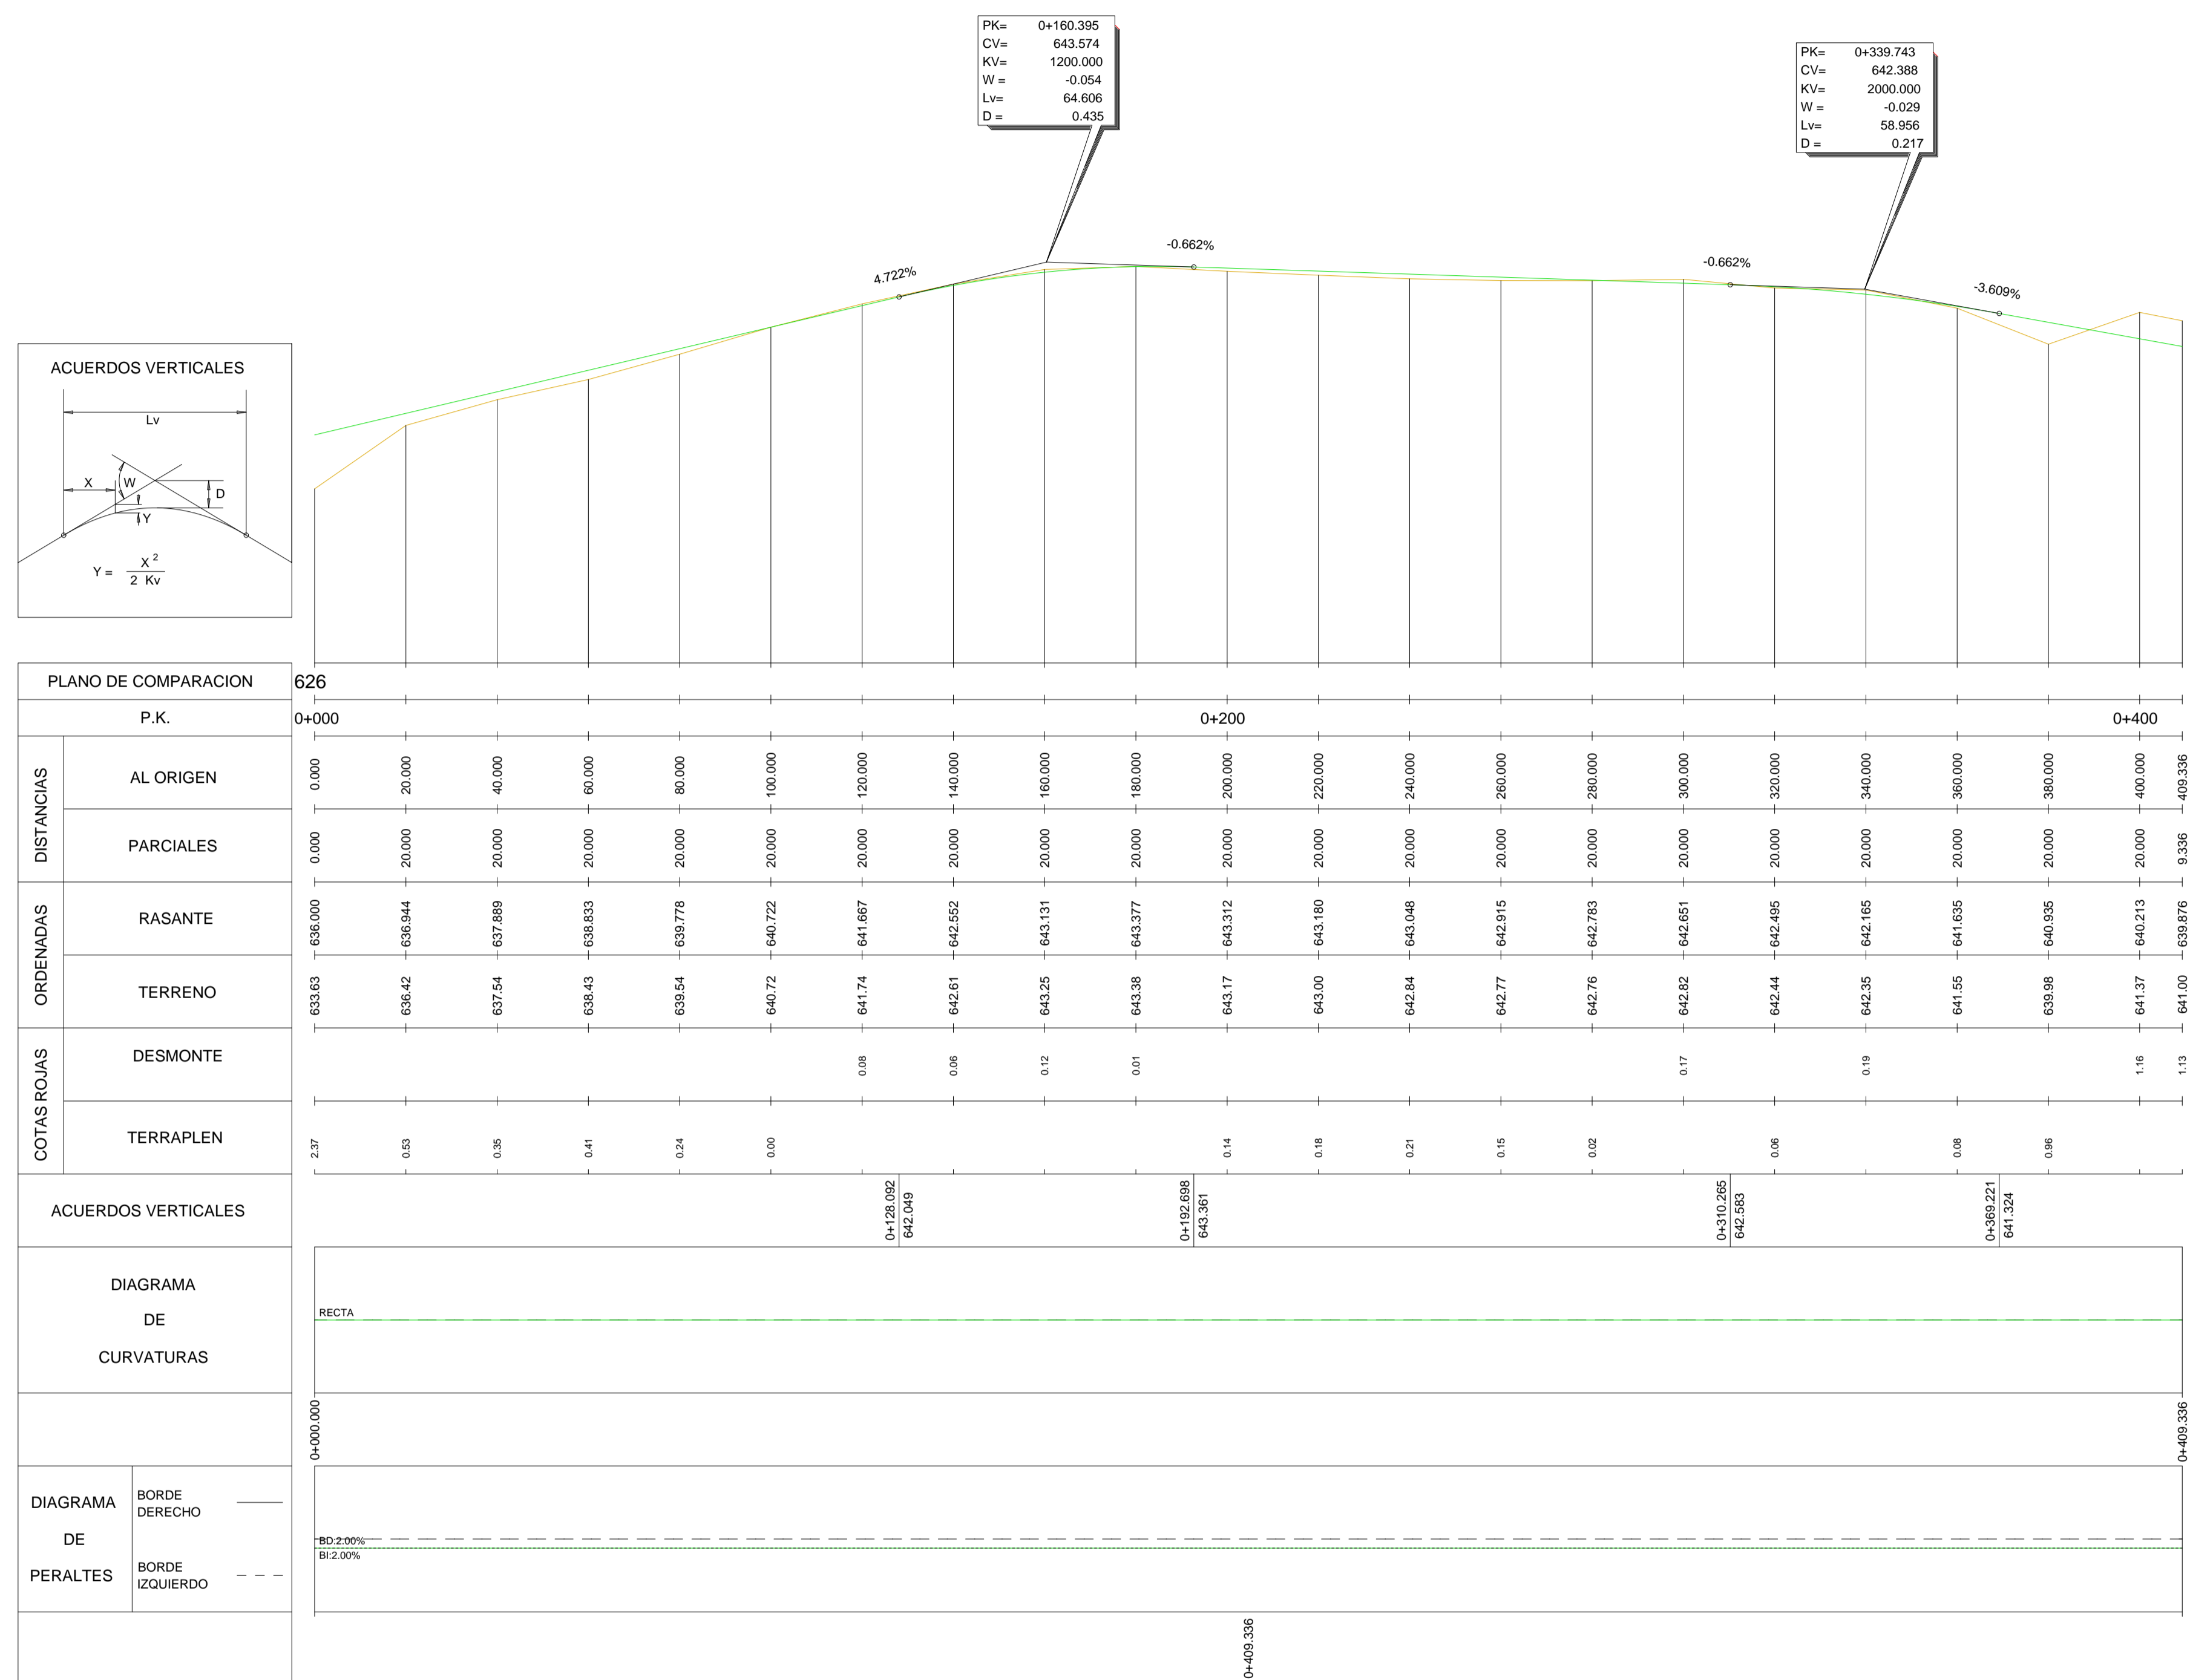 PK= 0+160.395
CV= 643.574
KV= 1200.000
W = -0.054
Lv= 64.606
D = 0.435
PK= 0+339.743
CV= 642.388
KV= 2000.000
W = -0.029
Lv= 58.956
D = 0.217
4.722%
-0.662%
-0.662%
-3.609%
ACUERDOS VERTICALES
Lv
X
W
D
Y
Y = X 2
2 Kv
PLANO DE COMPARACION 626
P.K. 0+000 0+200 0+400
DISTANCIAS
AL ORIGEN 0.000 20.000 40.000 60.000 80.000 100.000 120.000 140.000 160.000 180.000 200.000 220.000 240.000 260.000 280.000 300.000 320.000 340.000 360.000 380.000 400.000 409.336
PARCIALES 0.000 20.000 20.000 20.000 20.000 20.000 20.000 20.000 20.000 20.000 20.000 20.000 20.000 20.000 20.000 20.000 20.000 20.000 20.000 20.000 20.000 9.336
ORDENADAS
RASANTE 636.000 636.944 637.889 638.833 639.778 640.722 641.667 642.552 643.131 643.377 643.312 643.180 643.048 642.915 642.783 642.651 642.495 642.165 641.635 640.935 640.213 639.876
TERRENO 633.63 636.42 637.54 638.43 639.54 640.72 641.74 642.61 643.25 643.38 643.17 643.00 642.84 642.77 642.76 642.82 642.44 642.35 641.55 639.98 641.37 641.00
COTAS ROJAS
DESMONTE 0.08 0.06 0.12 0.01 0.17 0.19 1.16 1.13
TERRAPLEN 2.37 0.53 0.35 0.41 0.24 0.00 0.14 0.18 0.21 0.15 0.02 0.06 0.08 0.96
ACUERDOS VERTICALES
0+128.092
642.049
0+192.698
643.361
0+310.265
642.583
0+369.221
641.324
DIAGRAMA
DE
CURVATURAS
RECTA
0+000.000
0+409.336
DIAGRAMA
DE
PERALTES
BORDE
DERECHO
BORDE
IZQUIERDO
BD:2.00%
BI:2.00%
0+409.336